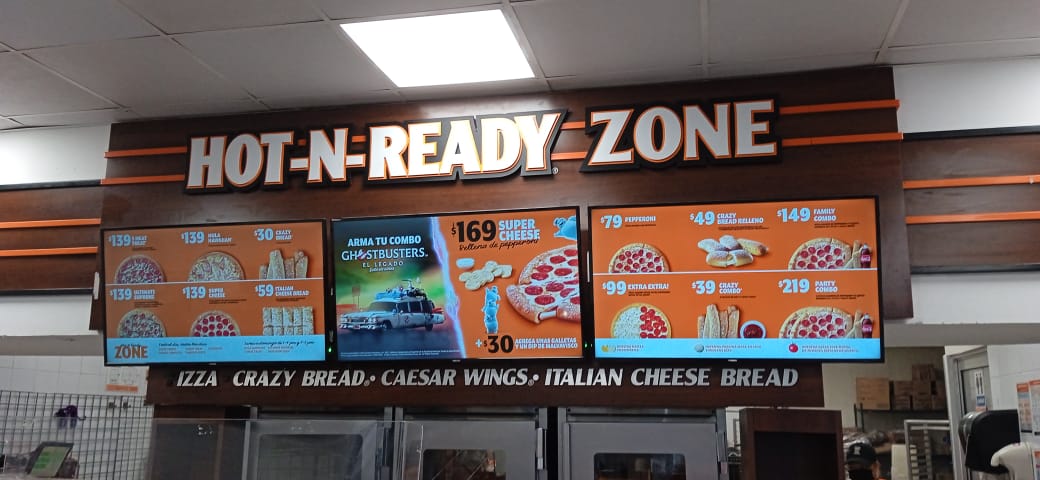 HOT-N-READY® ZONE
$139 3 MEAT TREAT
$139 HULA HAWAIIAN
$30 CRAZY BREAD
$139 ULTIMATE SUPREME
$139 SUPER CHEESE
$59 ITALIAN CHEESE BREAD
ZONE
ARMA TU COMBO
GHOSTBUSTERS
EL LEGADO
$169 SUPER CHEESE
Rellena de pepperoni
+$30 AGREGA UNAS GALLETAS
Y UN DIP DE MALVAVISCO
$79 PEPPERONI
$49 CRAZY BREAD RELLENO
$149 FAMILY COMBO
$99 EXTRA EXTRA!
$39 CRAZY COMBO
$219 PARTY COMBO
IZZA CRAZY BREAD® • CAESAR WINGS® • ITALIAN CHEESE BREAD